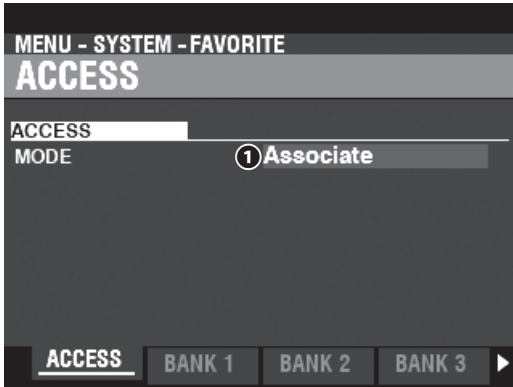 MENU - SYSTEM - FAVORITE
ACCESS
ACCESS
MODE 1 Associate
ACCESS BANK 1 BANK 2 BANK 3